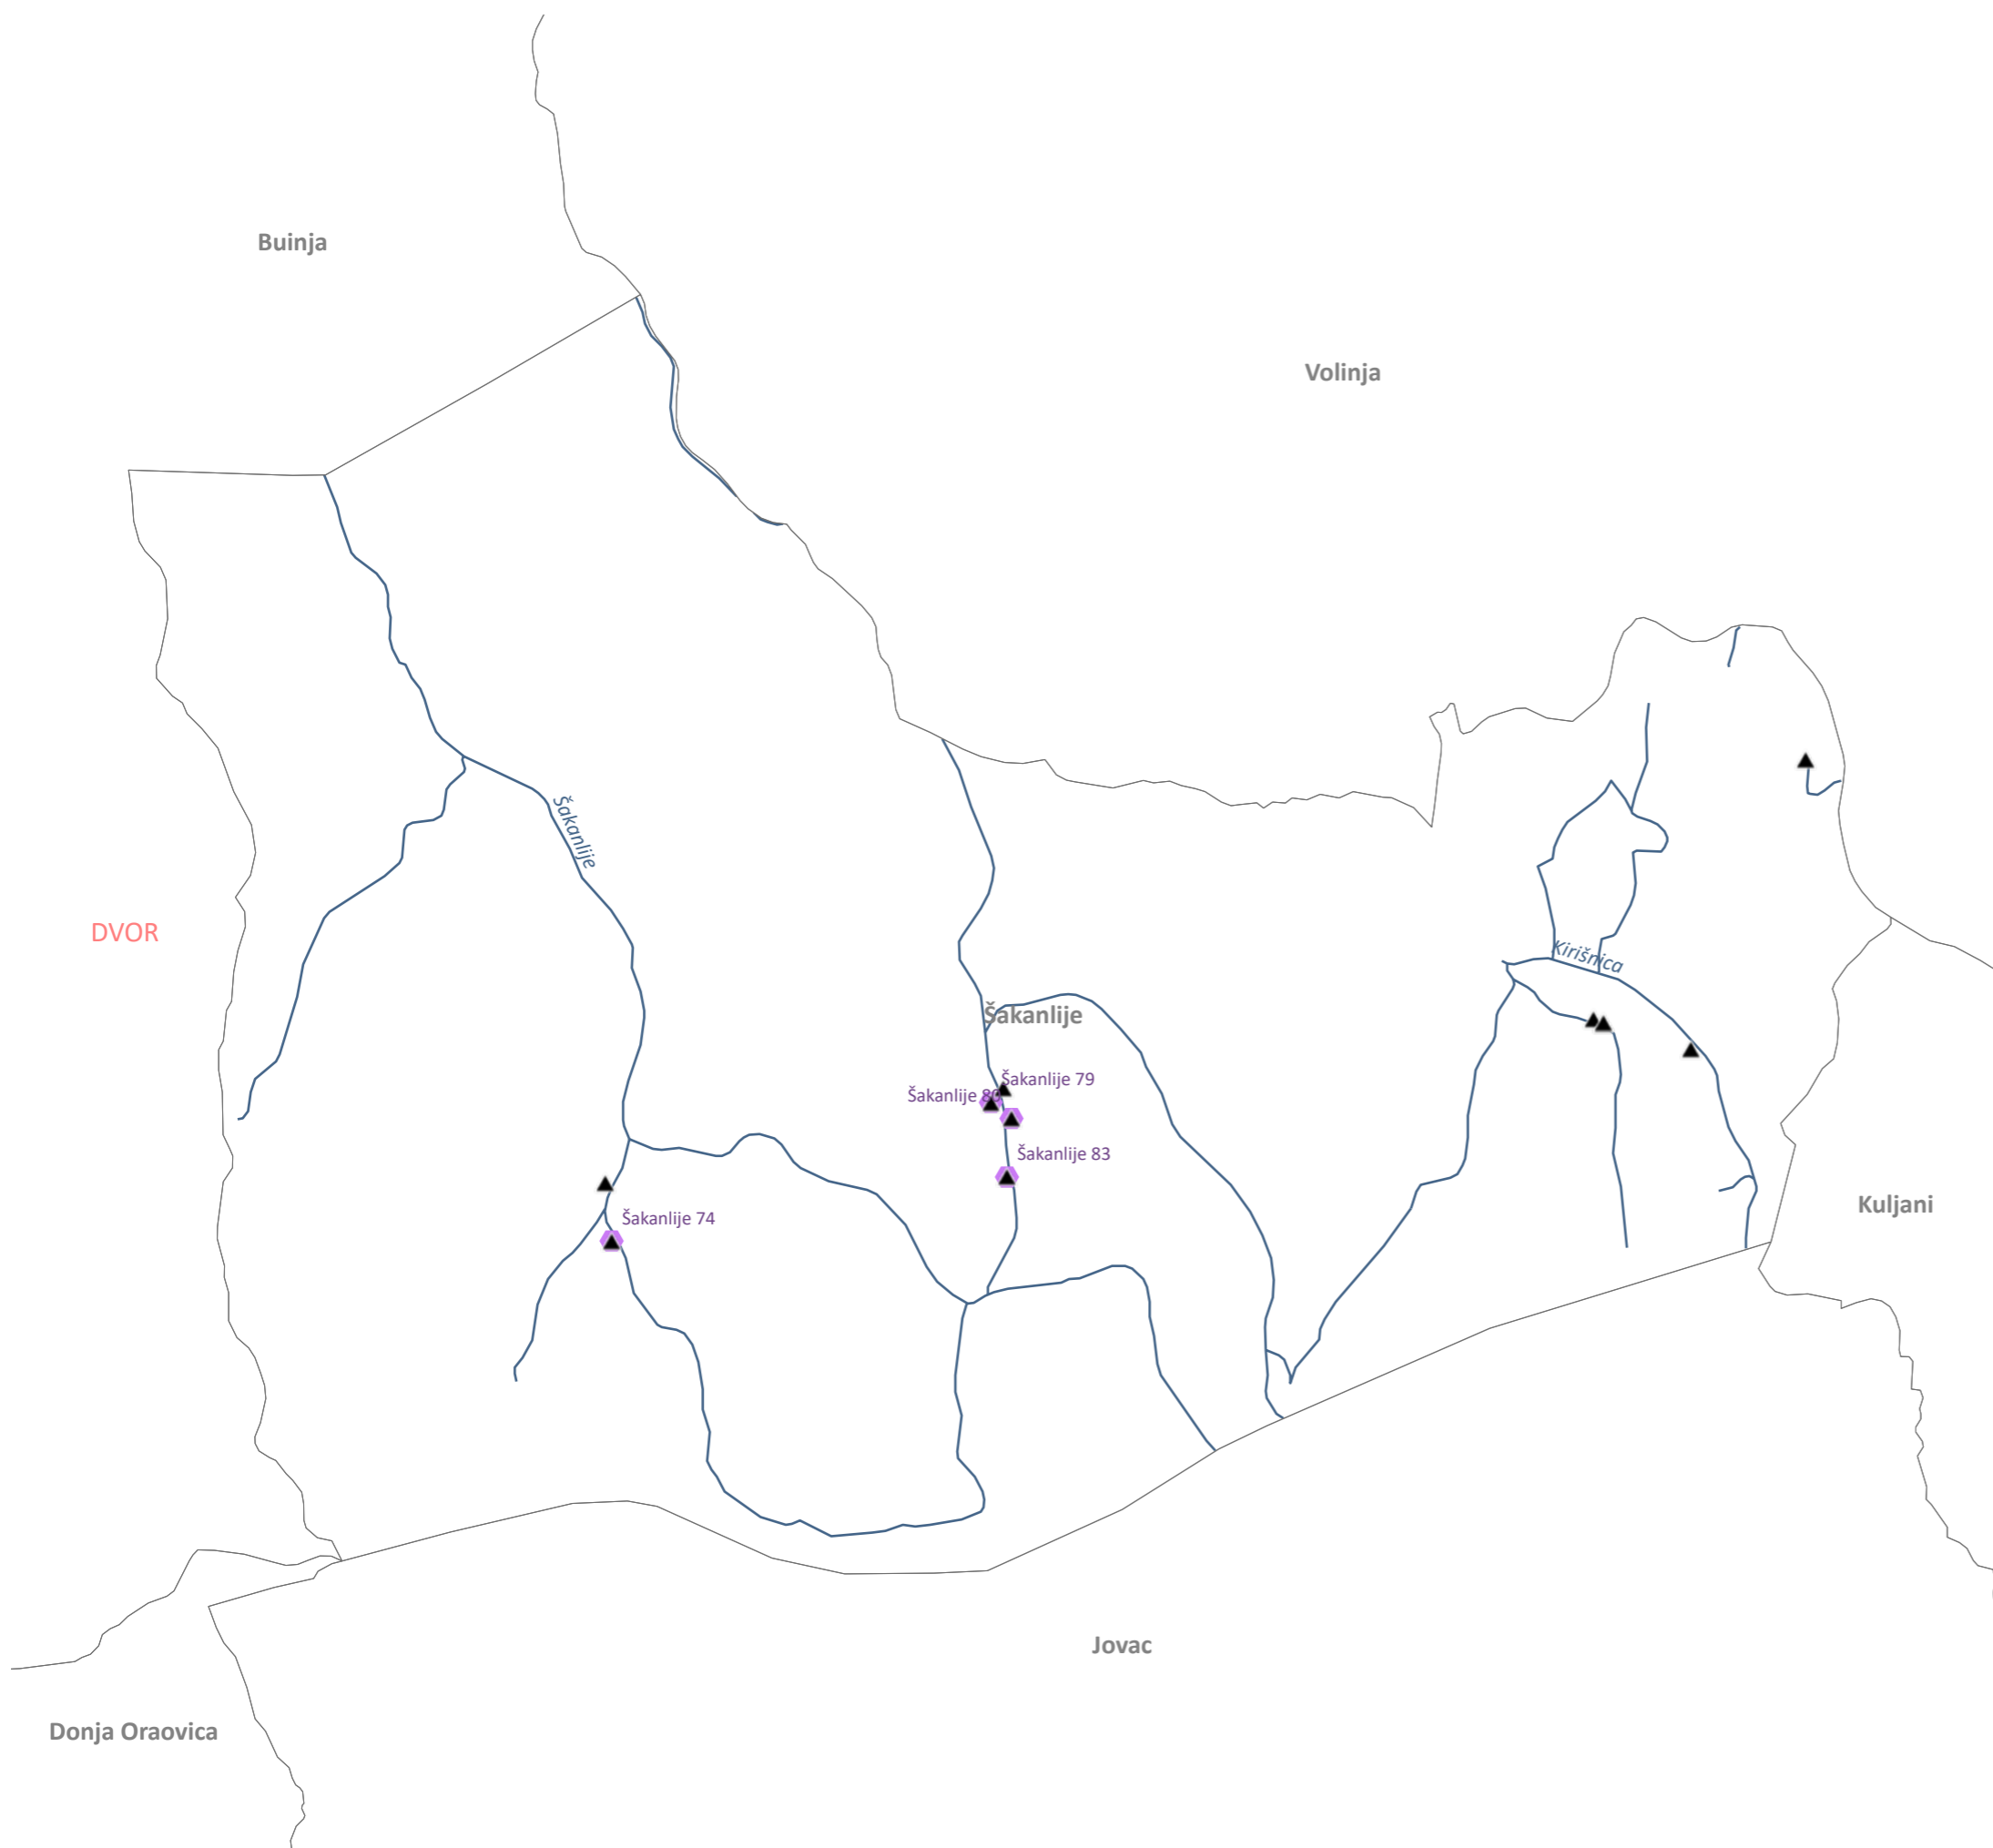 Buinja
Volinja
Šakanlije
DVOR
Kirišnica
Šakanlije
Šakanlije 79
Šakanlije
Šakanlije 83
Kuljani
Šakanlije 74
Jovac
Donja Oraovica